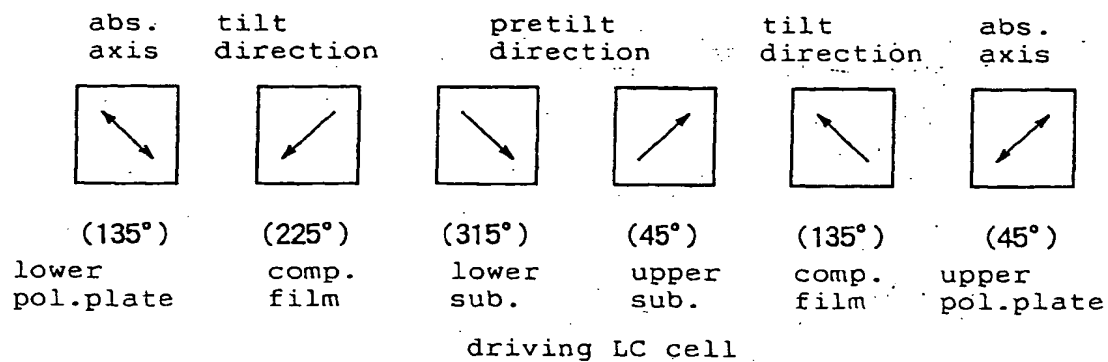 abs. tilt pretilt tilt abs.
axis direction direction direction axis
(135°) (225°) (315°) (45°) (135°) (45°)
lower comp. lower upper comp. upper
pol.plate film sub. sub. film pol.plate
driving LC cell